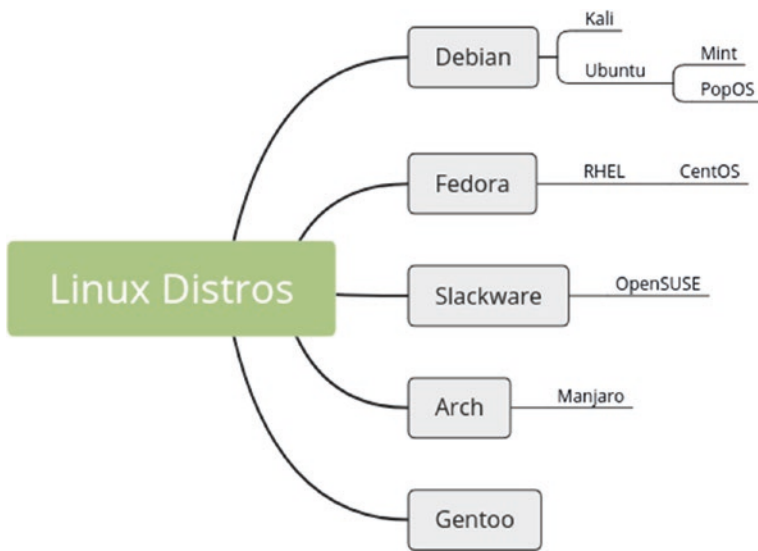 Linux Distros
Debian
Kali
Ubuntu
Mint
PopOS
Fedora
RHEL
CentOS
Slackware
OpenSUSE
Arch
Manjaro
Gentoo